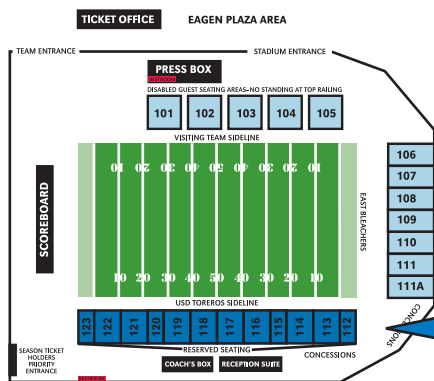 TICKET OFFICE
EAGEN PLAZA AREA
TEAM ENTRANCE
STADIUM ENTRANCE
PRESS BOX
RESTROOM
DISABLED GUEST SEATING AREAS–NO STANDING AT TOP RAILING
101 102 103 104 105
VISITING TEAM SIDELINE
10 20 30 40 50 40 30 20 10
SCOREBOARD
EAST BLEACHERS
106
107
108
109
110
111
111A
10 20 30 40 50 40 30 20 10
USD TOREROS SIDELINE
123 122 121 120 119 118 117 116 115 114 113 112
CONCESSIONS
RESERVED SEATING
CONCESSIONS
SEASON TICKET
HOLDERS
PRIORITY
ENTRANCE
COACH'S BOX
RECEPTION SUITE
RESTROOM